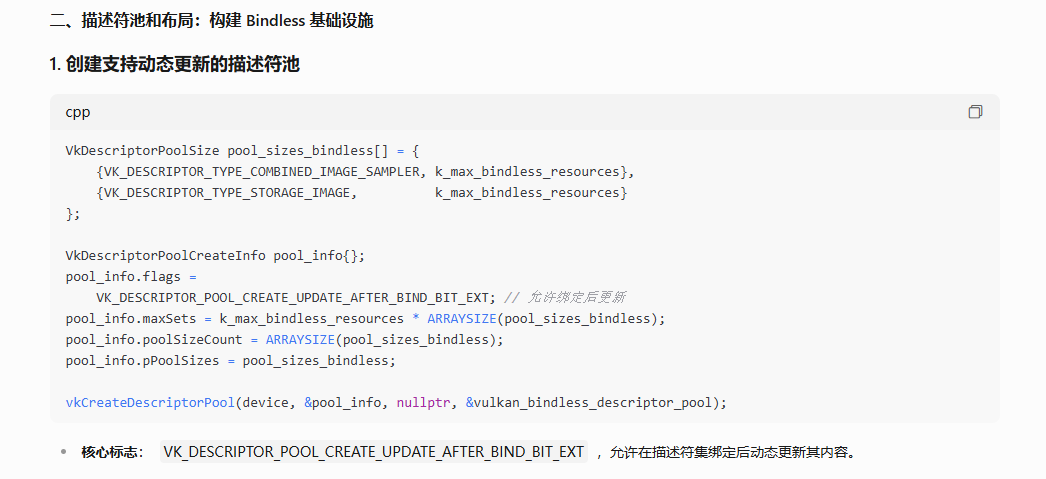 二、描述符池和布局：构建 Bindless 基础设施
1. 创建支持动态更新的描述符池
cpp
VkDescriptorPoolSize pool_sizes_bindless[] = {
    {VK_DESCRIPTOR_TYPE_COMBINED_IMAGE_SAMPLER, k_max_bindless_resources},
    {VK_DESCRIPTOR_TYPE_STORAGE_IMAGE,          k_max_bindless_resources}
};

VkDescriptorPoolCreateInfo pool_info{};
pool_info.flags =
    VK_DESCRIPTOR_POOL_CREATE_UPDATE_AFTER_BIND_BIT_EXT; // 允许绑定后更新
pool_info.maxSets = k_max_bindless_resources * ARRAYSIZE(pool_sizes_bindless);
pool_info.poolSizeCount = ARRAYSIZE(pool_sizes_bindless);
pool_info.pPoolSizes = pool_sizes_bindless;

vkCreateDescriptorPool(device, &pool_info, nullptr, &vulkan_bindless_descriptor_pool);
• 核心标志： VK_DESCRIPTOR_POOL_CREATE_UPDATE_AFTER_BIND_BIT_EXT ，允许在描述符集绑定后动态更新其内容。